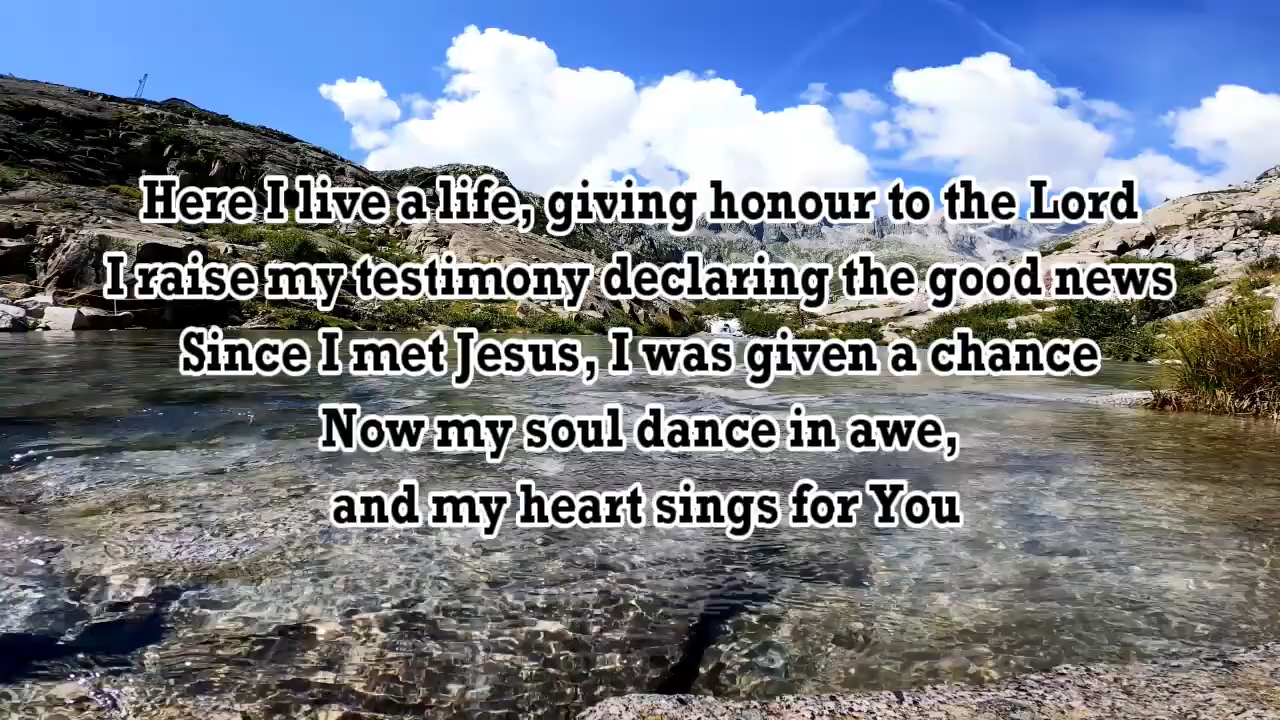 Here I live a life, giving honour to the Lord
I raise my testimony declaring the good news
Since I met Jesus, I was given a chance
Now my soul dance in awe,
and my heart sings for You